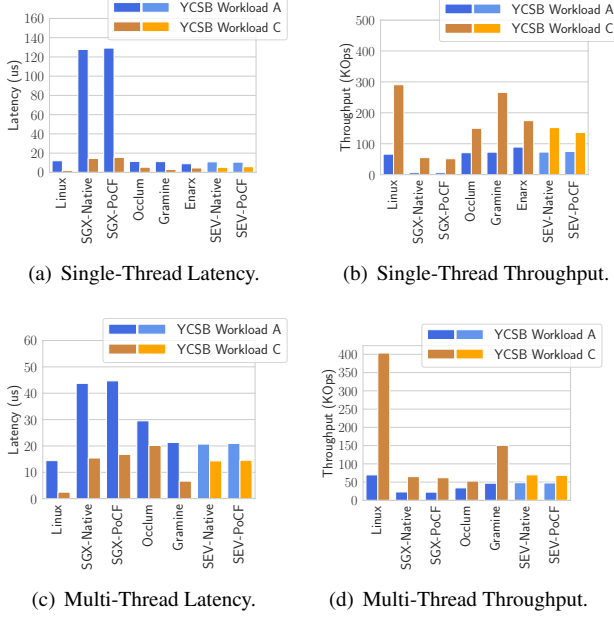 YCSB Workload A
YCSB Workload C
160
140
120
100
80
60
40
20
0
Latency (us)
Linux
SGX-Native
SGX-PoCF
Occlum
Gramine
Enarx
SEV-Native
SEV-PoCF
(a) Single-Thread Latency.
YCSB Workload A
YCSB Workload C
500
400
300
200
100
0
Throughput (KOps)
Linux
SGX-Native
SGX-PoCF
Occlum
Gramine
Enarx
SEV-Native
SEV-PoCF
(b) Single-Thread Throughput.
YCSB Workload A
YCSB Workload C
60
50
40
30
20
10
0
Latency (us)
Linux
SGX-Native
SGX-PoCF
Occlum
Gramine
SEV-Native
SEV-PoCF
(c) Multi-Thread Latency.
YCSB Workload A
YCSB Workload C
400
350
300
250
200
150
100
50
0
Throughput (KOps)
Linux
SGX-Native
SGX-PoCF
Occlum
Gramine
SEV-Native
SEV-PoCF
(d) Multi-Thread Throughput.